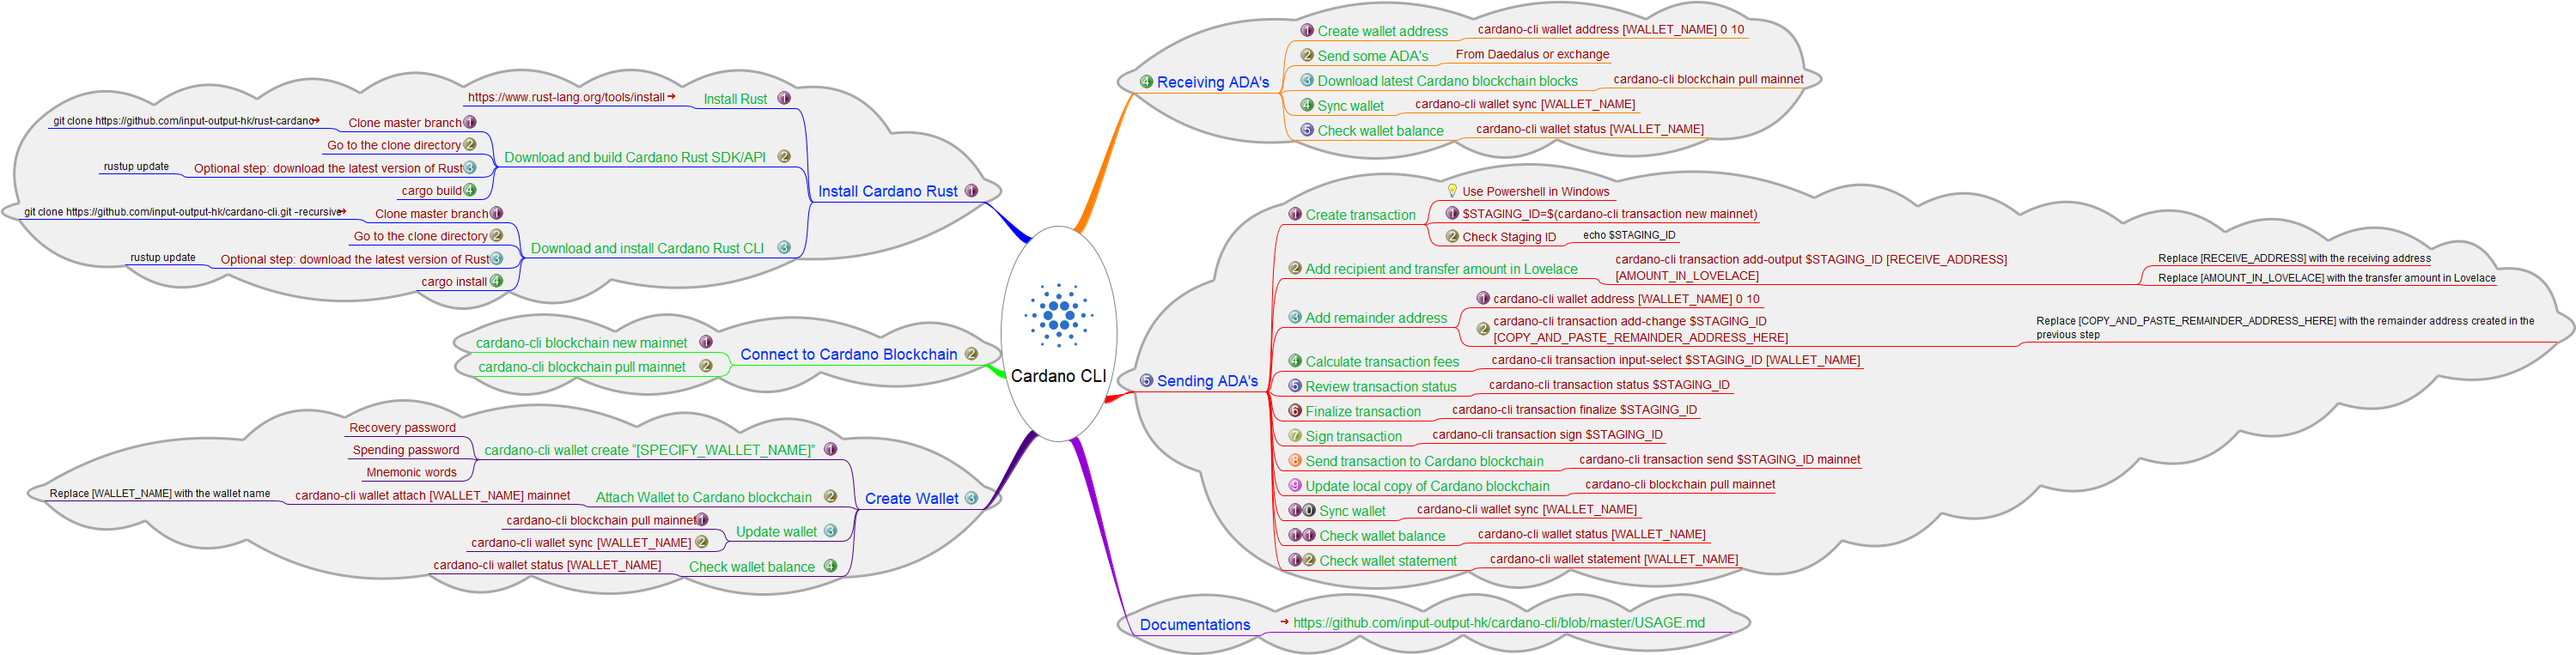 Cardano CLI
Install Cardano Rust 1
Install Rust 1
https://www.rust-lang.org/tools/install
Download and build Cardano Rust SDK/API 2
Clone master branch 1
git clone https://github.com/input-output-hk/rust-cardano
Go to the clone directory 2
Optional step: download the latest version of Rust 3
rustup update
cargo build 4
Download and install Cardano Rust CLI 3
Clone master branch 1
git clone https://github.com/input-output-hk/cardano-cli.git --recursive
Go to the clone directory 2
Optional step: download the latest version of Rust 3
rustup update
cargo install 4
Connect to Cardano Blockchain 2
cardano-cli blockchain new mainnet 1
cardano-cli blockchain pull mainnet 2
Create Wallet 3
cardano-cli wallet create "[SPECIFY_WALLET_NAME]" 1
Recovery password
Spending password
Mnemonic words
Attach Wallet to Cardano blockchain 2
cardano-cli wallet attach [WALLET_NAME] mainnet
Replace [WALLET_NAME] with the wallet name
Update wallet 3
cardano-cli blockchain pull mainnet 1
cardano-cli wallet sync [WALLET_NAME] 2
Check wallet balance 4
cardano-cli wallet status [WALLET_NAME]
4 Receiving ADA's
1 Create wallet address
cardano-cli wallet address [WALLET_NAME] 0 10
2 Send some ADA's
From Daedalus or exchange
3 Download latest Cardano blockchain blocks
cardano-cli blockchain pull mainnet
4 Sync wallet
cardano-cli wallet sync [WALLET_NAME]
5 Check wallet balance
cardano-cli wallet status [WALLET_NAME]
5 Sending ADA's
1 Create transaction
Use Powershell in Windows
1 $STAGING_ID=$(cardano-cli transaction new mainnet)
2 Check Staging ID
echo $STAGING_ID
2 Add recipient and transfer amount in Lovelace
cardano-cli transaction add-output $STAGING_ID [RECEIVE_ADDRESS]
[AMOUNT_IN_LOVELACE]
Replace [RECEIVE_ADDRESS] with the receiving address
Replace [AMOUNT_IN_LOVELACE] with the transfer amount in Lovelace
3 Add remainder address
1 cardano-cli wallet address [WALLET_NAME] 0 10
2 cardano-cli transaction add-change $STAGING_ID
[COPY_AND_PASTE_REMAINDER_ADDRESS_HERE]
Replace [COPY_AND_PASTE_REMAINDER_ADDRESS_HERE] with the remainder address created in the
previous step
4 Calculate transaction fees
cardano-cli transaction input-select $STAGING_ID [WALLET_NAME]
5 Review transaction status
cardano-cli transaction status $STAGING_ID
6 Finalize transaction
cardano-cli transaction finalize $STAGING_ID
7 Sign transaction
cardano-cli transaction sign $STAGING_ID
8 Send transaction to Cardano blockchain
cardano-cli transaction send $STAGING_ID mainnet
9 Update local copy of Cardano blockchain
cardano-cli blockchain pull mainnet
10 Sync wallet
cardano-cli wallet sync [WALLET_NAME]
11 Check wallet balance
cardano-cli wallet status [WALLET_NAME]
12 Check wallet statement
cardano-cli wallet statement [WALLET_NAME]
Documentations
https://github.com/input-output-hk/cardano-cli/blob/master/USAGE.md